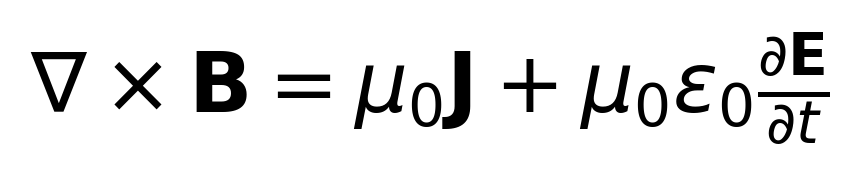 ∇ × B = μ₀J + μ₀ε₀ ∂E/∂t